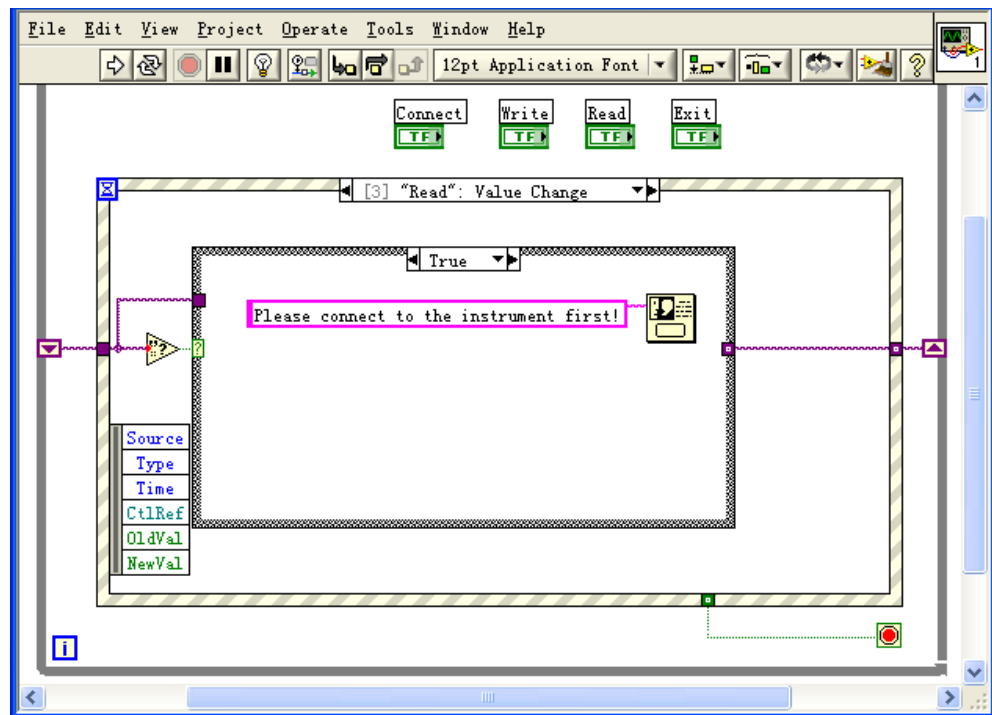 File Edit View Project Operate Tools Window Help
12pt Application Font
1
Connect Write Read Exit
TF TF TF TF
[3] "Read": Value Change
True
Please connect to the instrument first!
"?
?
Source
Type
Time
CtlRef
OldVal
NewVal
i